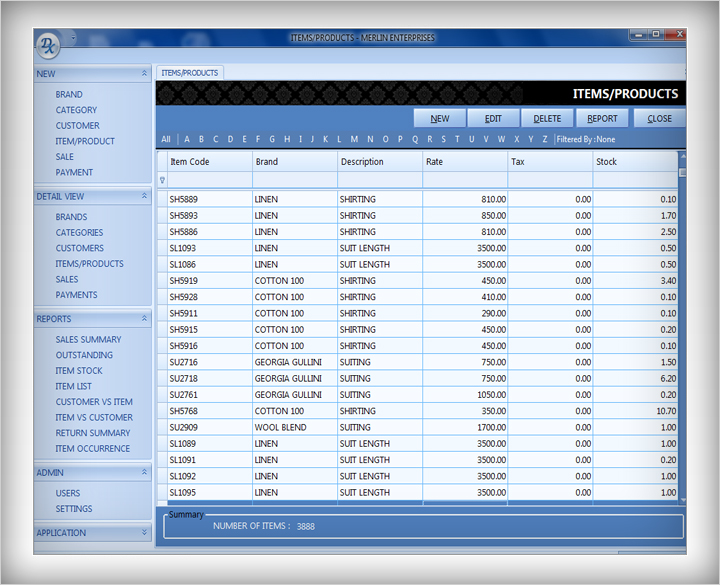 ITEMS/PRODUCTS - MERLIN ENTERPRISES
DX
NEW
BRAND
CATEGORY
CUSTOMER
ITEM/PRODUCT
SALE
PAYMENT
DETAIL VIEW
BRANDS
CATEGORIES
CUSTOMERS
ITEMS/PRODUCTS
SALES
PAYMENTS
REPORTS
SALES SUMMARY
OUTSTANDING
ITEM STOCK
ITEM LIST
CUSTOMER VS ITEM
ITEM VS CUSTOMER
RETURN SUMMARY
ITEM OCCURRENCE
ADMIN
USERS
SETTINGS
APPLICATION
ITEMS/PRODUCTS
ITEMS/PRODUCTS
NEW EDIT DELETE REPORT CLOSE
All A B C D E F G H I J K L M N O P Q R S T U V W X Y Z Filtered By :None
Item Code Brand Description Rate Tax Stock
SH5889 LINEN SHIRTING 810.00 0.00 0.10
SH5893 LINEN SHIRTING 850.00 0.00 1.70
SH5886 LINEN SHIRTING 810.00 0.00 2.50
SL1093 LINEN SUIT LENGTH 3500.00 0.00 0.50
SL1086 LINEN SUIT LENGTH 3500.00 0.00 0.50
SH5919 COTTON 100 SHIRTING 450.00 0.00 3.40
SH5928 COTTON 100 SHIRTING 410.00 0.00 0.10
SH5911 COTTON 100 SHIRTING 290.00 0.00 0.10
SH5915 COTTON 100 SHIRTING 450.00 0.00 0.20
SH5916 COTTON 100 SHIRTING 450.00 0.00 0.10
SU2716 GEORGIA GULLINI SUITING 750.00 0.00 1.50
SU2718 GEORGIA GULLINI SUITING 750.00 0.00 6.20
SU2761 GEORGIA GULLINI SUITING 1050.00 0.00 0.20
SH5768 COTTON 100 SHIRTING 350.00 0.00 10.70
SU2909 WOOL BLEND SUITING 1700.00 0.00 1.00
SL1089 LINEN SUIT LENGTH 3500.00 0.00 1.00
SL1091 LINEN SUIT LENGTH 3500.00 0.00 0.20
SL1092 LINEN SUIT LENGTH 3500.00 0.00 1.00
SL1095 LINEN SUIT LENGTH 3500.00 0.00 1.00
Summary
NUMBER OF ITEMS : 3888